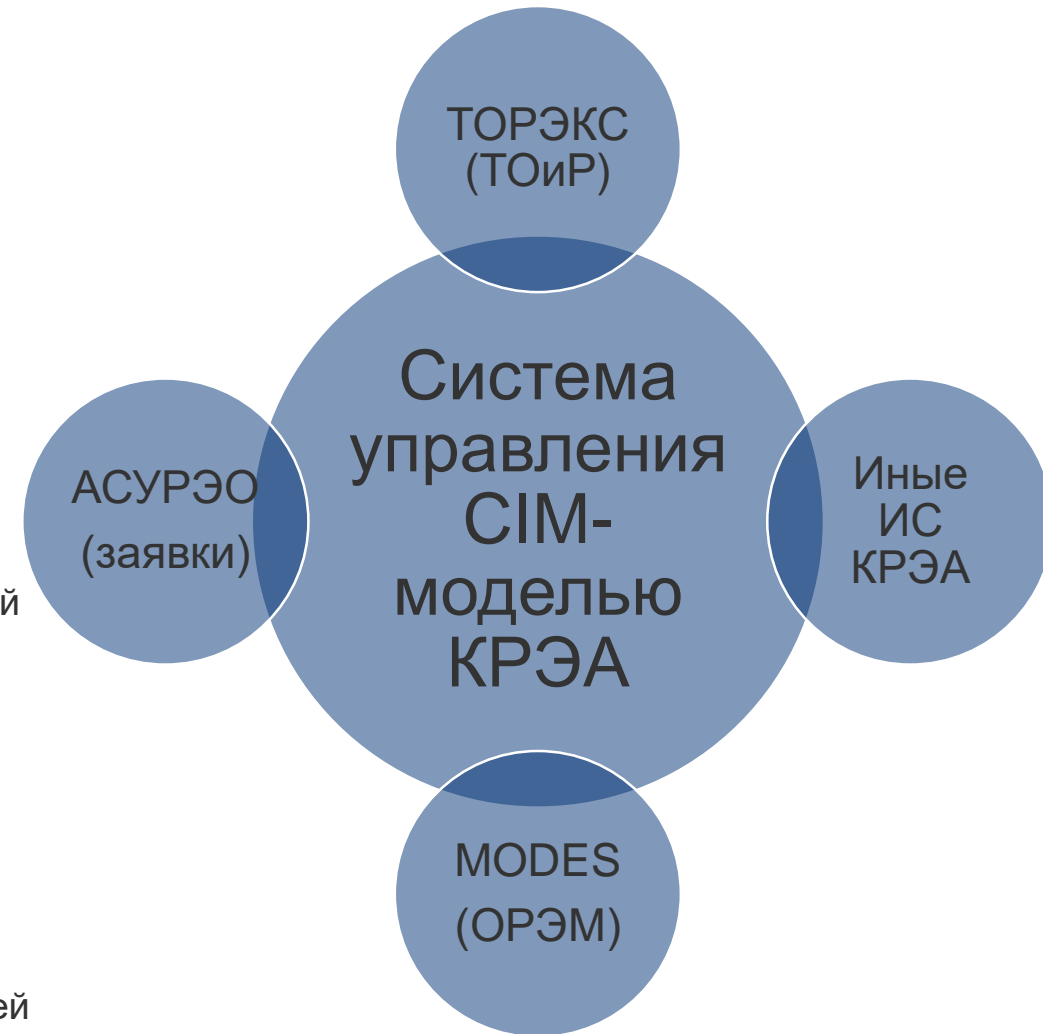 ТОРЭКС
(ТОиР)
Система
управления
CIM-
моделью
КРЭА
АСУРЭО
(заявки)
Иные
ИС
КРЭА
й
MODES
(ОРЭМ)
ей